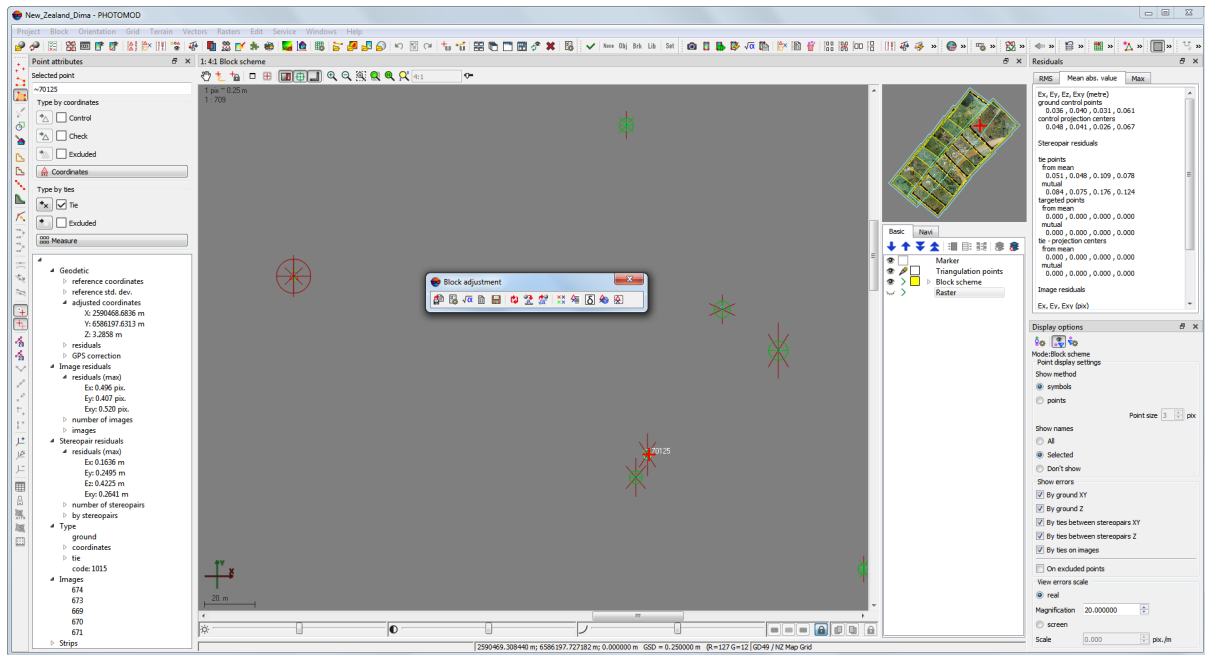 New_Zealand_Dima - PHOTOMOD
Project Block Orientation Grid Terrain Vectors Rasters Edit Service Windows Help
None Obj Brk Lib Set
Point attributes
Selected point
~70125
Type by coordinates
Control
Check
Excluded
Coordinates
Type by ties
Tie
Excluded
Measure
Geodetic
reference coordinates
reference std. dev.
adjusted coordinates
X: 2590468.6836 m
Y: 6586197.6313 m
Z: 3.2858 m
residuals
GPS correction
Image residuals
residuals (max)
Ex: 0.496 pix.
Ey: 0.407 pix.
Exy: 0.520 pix.
number of images
images
Stereopair residuals
residuals (max)
Ex: 0.1636 m
Ey: 0.2495 m
Ez: 0.4225 m
Exy: 0.2641 m
number of stereopairs
by stereopairs
Type
ground
coordinates
tie
code: 1015
Images
674
673
669
670
671
Strips
1: 4:1 Block scheme
4:1
1 pix ~ 0.25 m
1 : 709
Block adjustment
~70125
Y
X
20. m
2590469.308440 m; 6586197.727182 m; 0.000000 m GSD = 0.250000 m (R=127 G=12 GD49 / NZ Map Grid
Basic Navi
Marker
Triangulation points
Block scheme
Raster
Residuals
RMS Mean abs. value Max
Ex, Ey, Ez, Exy (metre)
ground control points
0.036 , 0.040 , 0.031 , 0.061
control projection centers
0.048 , 0.041 , 0.026 , 0.067
Stereopair residuals
tie points
from mean
0.051 , 0.048 , 0.109 , 0.078
mutual
0.084 , 0.075 , 0.176 , 0.124
targeted points
from mean
0.000 , 0.000 , 0.000 , 0.000
mutual
0.000 , 0.000 , 0.000 , 0.000
tie - projection centers
from mean
0.000 , 0.000 , 0.000 , 0.000
mutual
0.000 , 0.000 , 0.000 , 0.000
Image residuals
Ex, Ey, Exy (pix)
Display options
Mode:Block scheme
Point display settings
Show method
symbols
points
Point size 3 pix
Show names
All
Selected
Don't show
Show errors
By ground XY
By ground Z
By ties between stereopairs XY
By ties between stereopairs Z
By ties on images
On excluded points
View errors scale
real
Magnification 20.000000
screen
Scale 0.000 pix./m